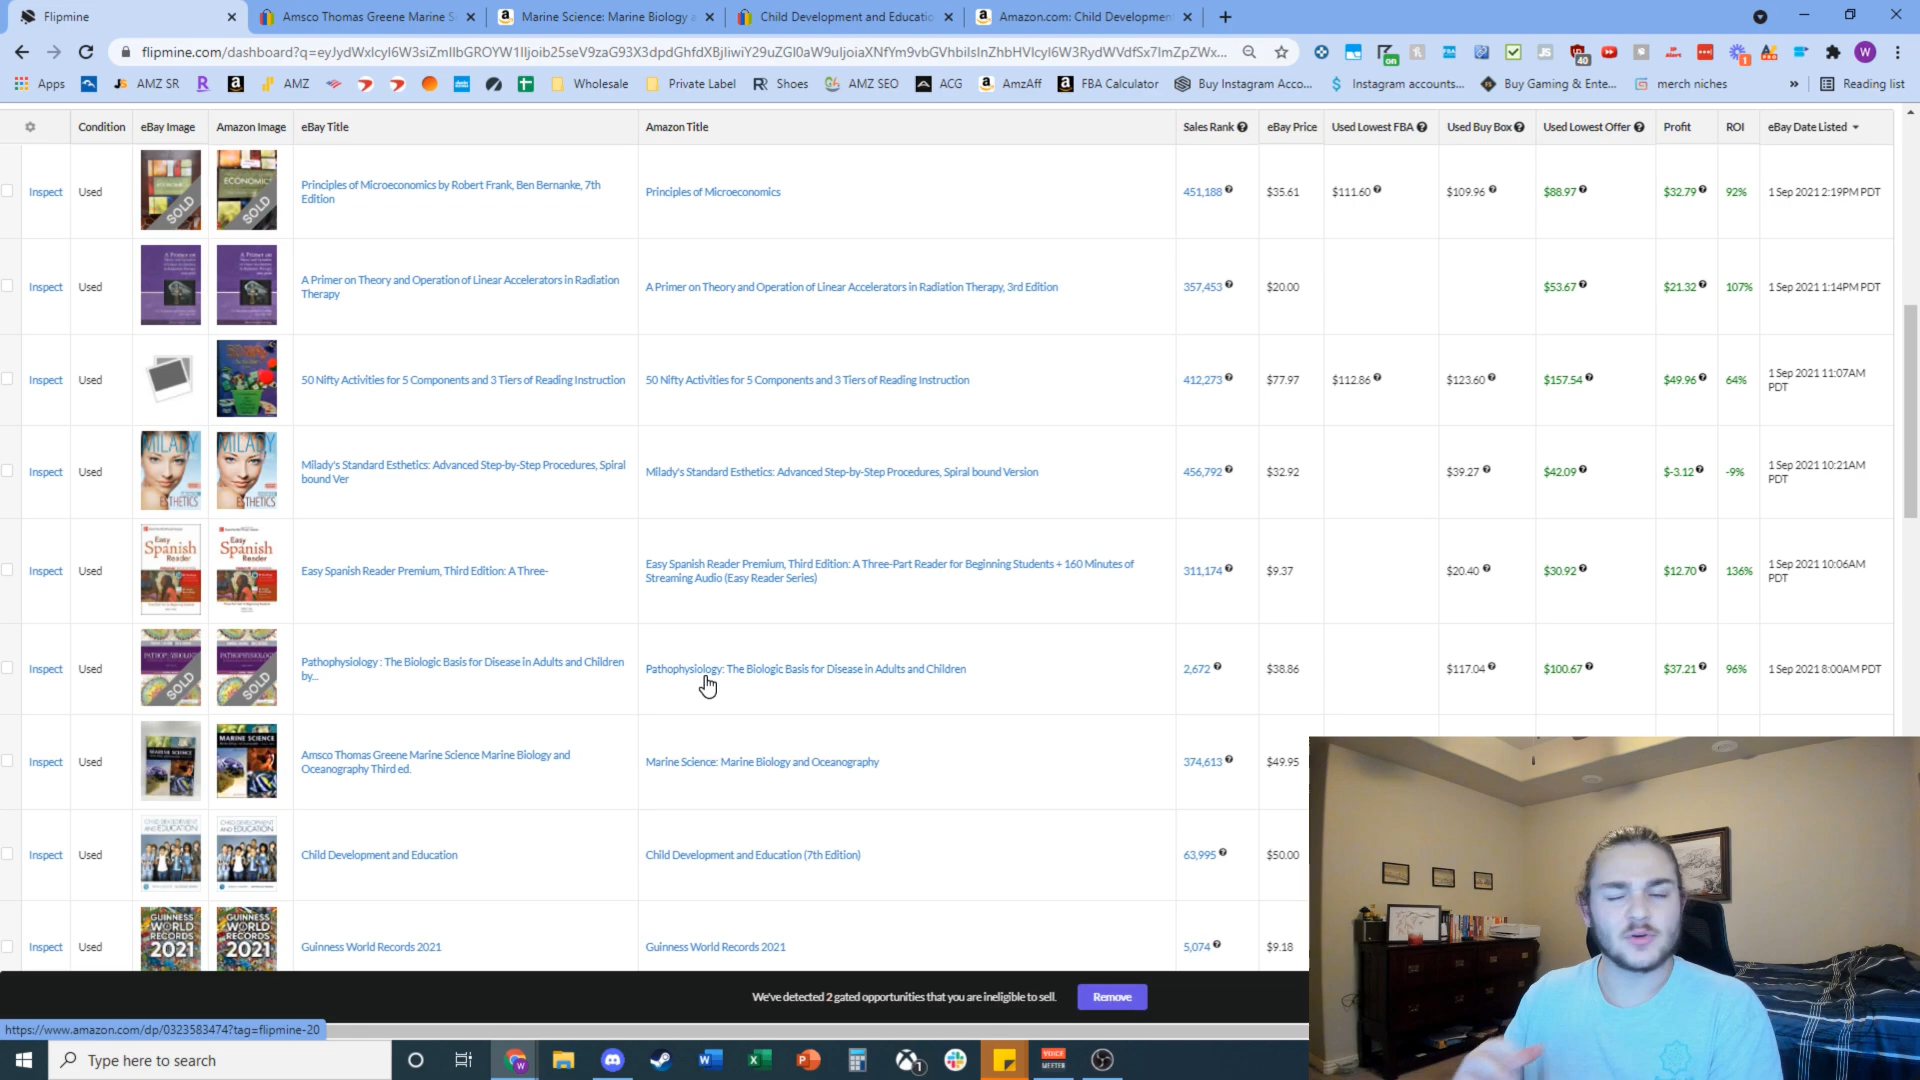 Flipmine
Amsco Thomas Greene Marine S
Marine Science: Marine Biology a
Child Development and Educatio
Amazon.com: Child Development
flipmine.com/dashboard?q=
Apps
AMZ SR
AMZ
Wholesale
Private Label
Shoes
AMZ SEO
ACG
AmzAff
FBA Calculator
Buy Instagram Acco...
Instagram accounts...
Buy Gaming & Ente...
merch niches
Reading list
Condition eBay Image Amazon Image eBay Title Amazon Title Sales Rank eBay Price Used Lowest FBA Used Buy Box Used Lowest Offer Profit ROI eBay Date Listed
Inspect Used Principles of Microeconomics by Robert Frank, Ben Bernanke, 7th Edition Principles of Microeconomics 451,188 $35.61 $111.60 $109.96 $88.97 $32.79 92% 1 Sep 2021 2:19PM PDT
SOLD SOLD
Inspect Used A Primer on Theory and Operation of Linear Accelerators in Radiation Therapy A Primer on Theory and Operation of Linear Accelerators in Radiation Therapy, 3rd Edition 357,453 $20.00 $53.67 $21.32 107% 1 Sep 2021 1:14PM PDT
Inspect Used 50 Nifty Activities for 5 Components and 3 Tiers of Reading Instruction 50 Nifty Activities for 5 Components and 3 Tiers of Reading Instruction 412,273 $77.97 $112.86 $123.60 $157.54 $49.96 64% 1 Sep 2021 11:07AM PDT
Inspect Used Milady's Standard Esthetics: Advanced Step-by-Step Procedures, Spiral bound Ver Milady's Standard Esthetics: Advanced Step-by-Step Procedures, Spiral bound Version 456,792 $32.92 $39.27 $42.09 $-3.12 -9% 1 Sep 2021 10:21AM PDT
Inspect Used Easy Spanish Reader Premium, Third Edition: A Three- Easy Spanish Reader Premium, Third Edition: A Three-Part Reader for Beginning Students + 160 Minutes of Streaming Audio (Easy Reader Series) 311,174 $9.37 $20.40 $30.92 $12.70 136% 1 Sep 2021 10:06AM PDT
Inspect Used Pathophysiology : The Biologic Basis for Disease in Adults and Children by... Pathophysiology: The Biologic Basis for Disease in Adults and Children 2,672 $38.86 $117.04 $100.67 $37.21 96% 1 Sep 2021 8:00AM PDT
SOLD SOLD
Inspect Used Amsco Thomas Greene Marine Science Marine Biology and Oceanography Third ed. Marine Science: Marine Biology and Oceanography 374,613 $49.95
Inspect Used Child Development and Education Child Development and Education (7th Edition) 63,995 $50.00
Inspect Used Guinness World Records 2021 Guinness World Records 2021 5,074 $9.18
GUINNESS WORLD RECORDS 2021 GUINNESS WORLD RECORDS 2021
We've detected 2 gated opportunities that you are ineligible to sell. Remove
https://www.amazon.com/dp/0323583474?tag=flipmine-20
Type here to search